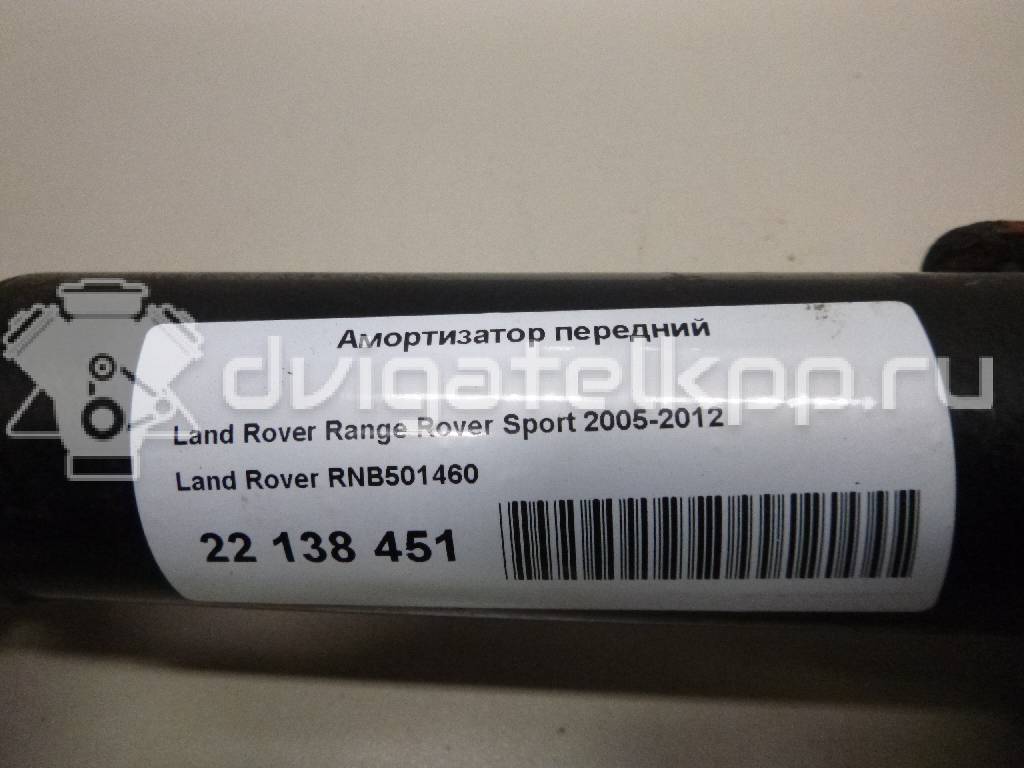 Амортизатор передний
dvigatelkpp.ru
Land Rover Range Rover Sport 2005-2012
Land Rover RNB501460
22 138 451